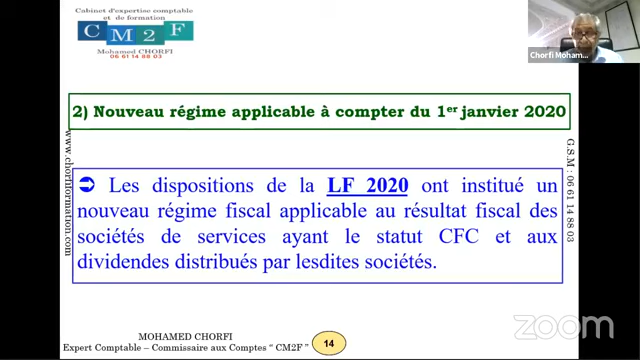 Cabinet d'expertise comptable
et de formation
C M 2 F
Mohamed CHORFI
06 61 14 88 03
Chorfi Moham...
2) Nouveau régime applicable à compter du 1er janvier 2020
www.chorfiformation.com
G.S.M : 06 61 14 88 03
Les dispositions de la LF 2020 ont institué un
nouveau régime fiscal applicable au résultat fiscal des
sociétés de services ayant le statut CFC et aux
dividendes distribués par lesdites sociétés.
MOHAMED CHORFI
Expert Comptable – Commissaire aux Comptes “ CM2F ”
14
zoom